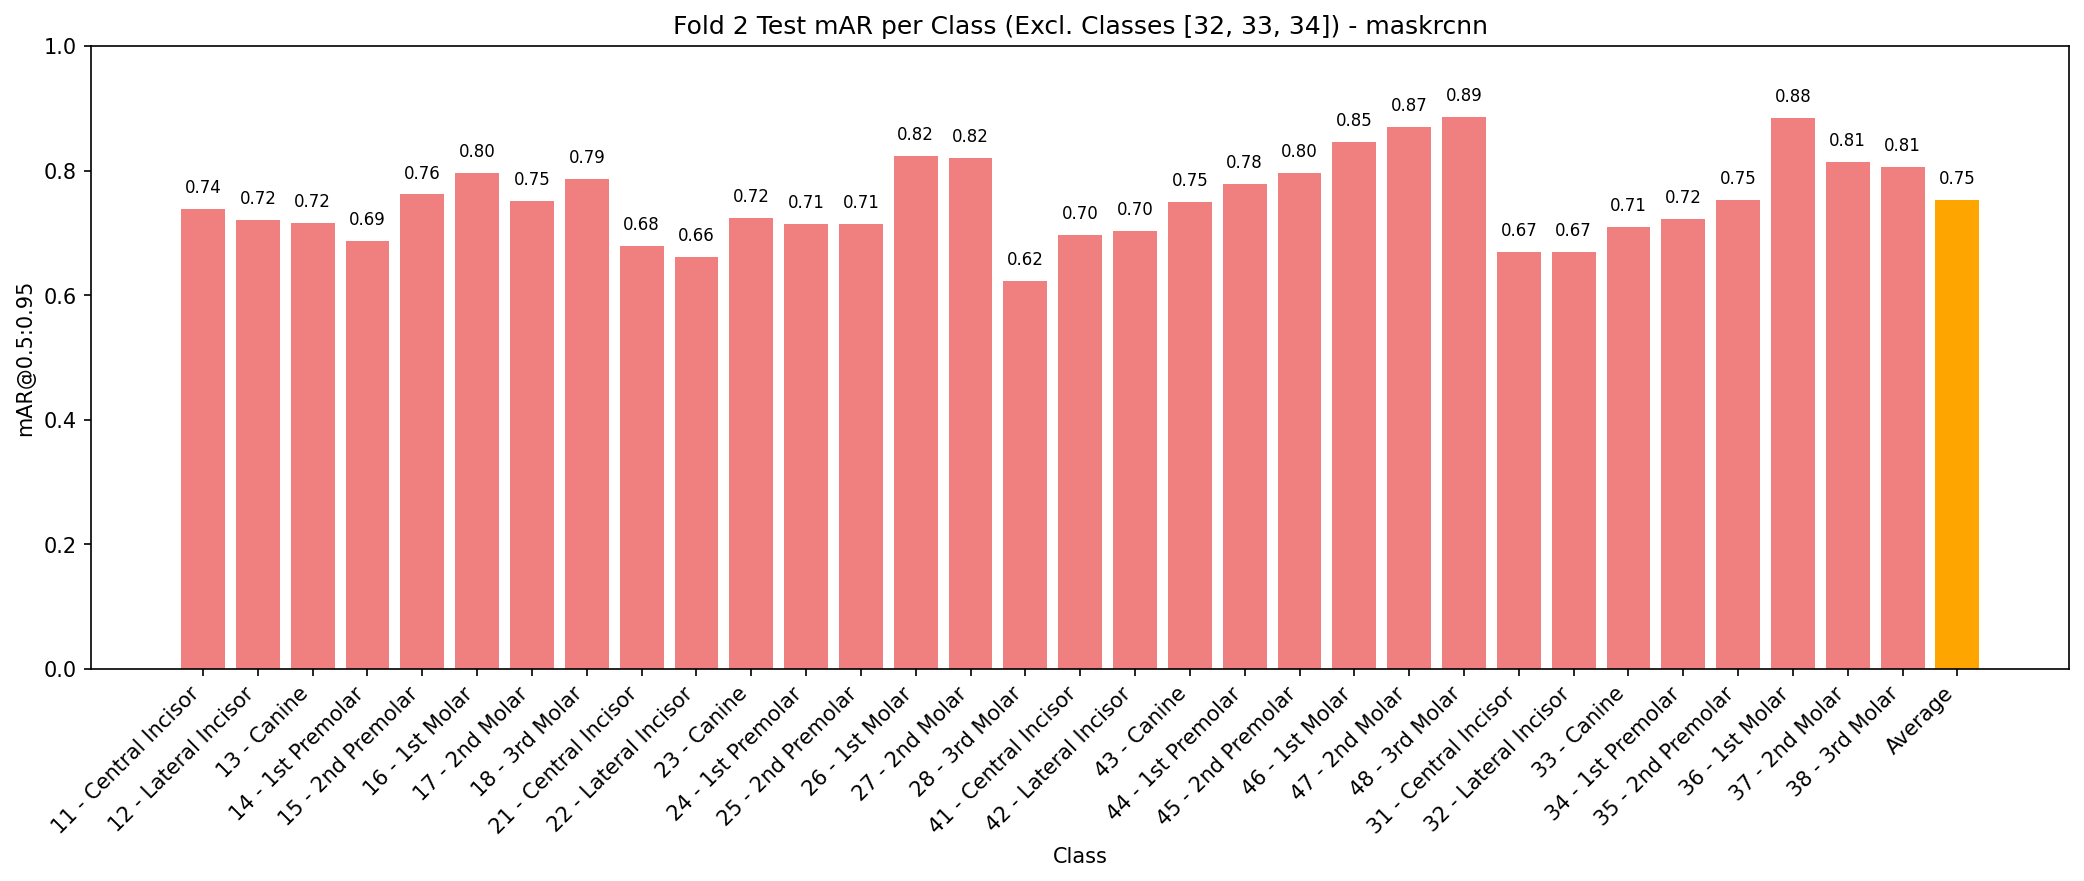 Fold 2 Test mAR per Class (Excl. Classes [32, 33, 34]) - maskrcnn
mAR@0.5:0.95
1.0
0.8
0.6
0.4
0.2
0.0
0.74
0.72
0.72
0.69
0.76
0.80
0.75
0.79
0.68
0.66
0.72
0.71
0.71
0.82
0.82
0.62
0.70
0.70
0.75
0.78
0.80
0.85
0.87
0.89
0.67
0.67
0.71
0.72
0.75
0.88
0.81
0.81
0.75
11 - Central Incisor
12 - Lateral Incisor
13 - Canine
14 - 1st Premolar
15 - 2nd Premolar
16 - 1st Molar
17 - 2nd Molar
18 - 3rd Molar
21 - Central Incisor
22 - Lateral Incisor
23 - Canine
24 - 1st Premolar
25 - 2nd Premolar
26 - 1st Molar
27 - 2nd Molar
28 - 3rd Molar
41 - Central Incisor
42 - Lateral Incisor
43 - Canine
44 - 1st Premolar
45 - 2nd Premolar
46 - 1st Molar
47 - 2nd Molar
48 - 3rd Molar
31 - Central Incisor
32 - Lateral Incisor
33 - Canine
34 - 1st Premolar
35 - 2nd Premolar
36 - 1st Molar
37 - 2nd Molar
38 - 3rd Molar
Average
Class